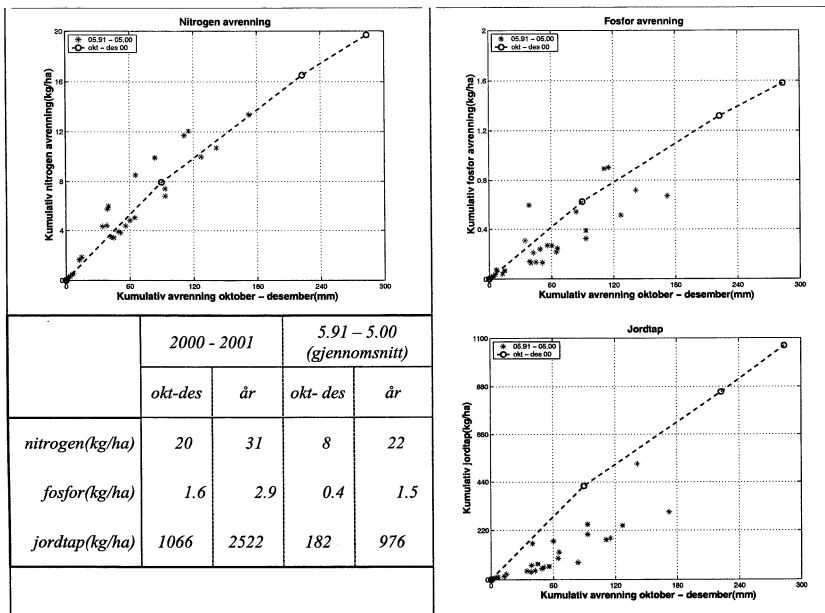 Nitrogen avrenning
05.91 – 05.00
okt – des 00
20
16
12
8
4
0
0
60
120
180
240
300
Kumulativ nitrogen avrenning(kg/ha)
Kumulativ avrenning oktober – desember(mm)
Fosfor avrenning
05.91 – 05.00
okt – des 00
2
1.6
1.2
0.8
0.4
0
0
60
120
180
240
300
Kumulativ fosfor avrenning(kg/ha)
Kumulativ avrenning oktober – desember(mm)
2000 - 2001 5.91 – 5.00
(gjennomsnitt)
okt-des år okt- des år
nitrogen(kg/ha) 20 31 8 22
fosfor(kg/ha) 1.6 2.9 0.4 1.5
jordtap(kg/ha) 1066 2522 182 976
Jordtap
05.91 – 05.00
okt – des 00
1100
880
660
440
220
0
0
60
120
180
240
300
Kumulativ jordtap(kg/ha)
Kumulativ avrenning oktober – desember(mm)